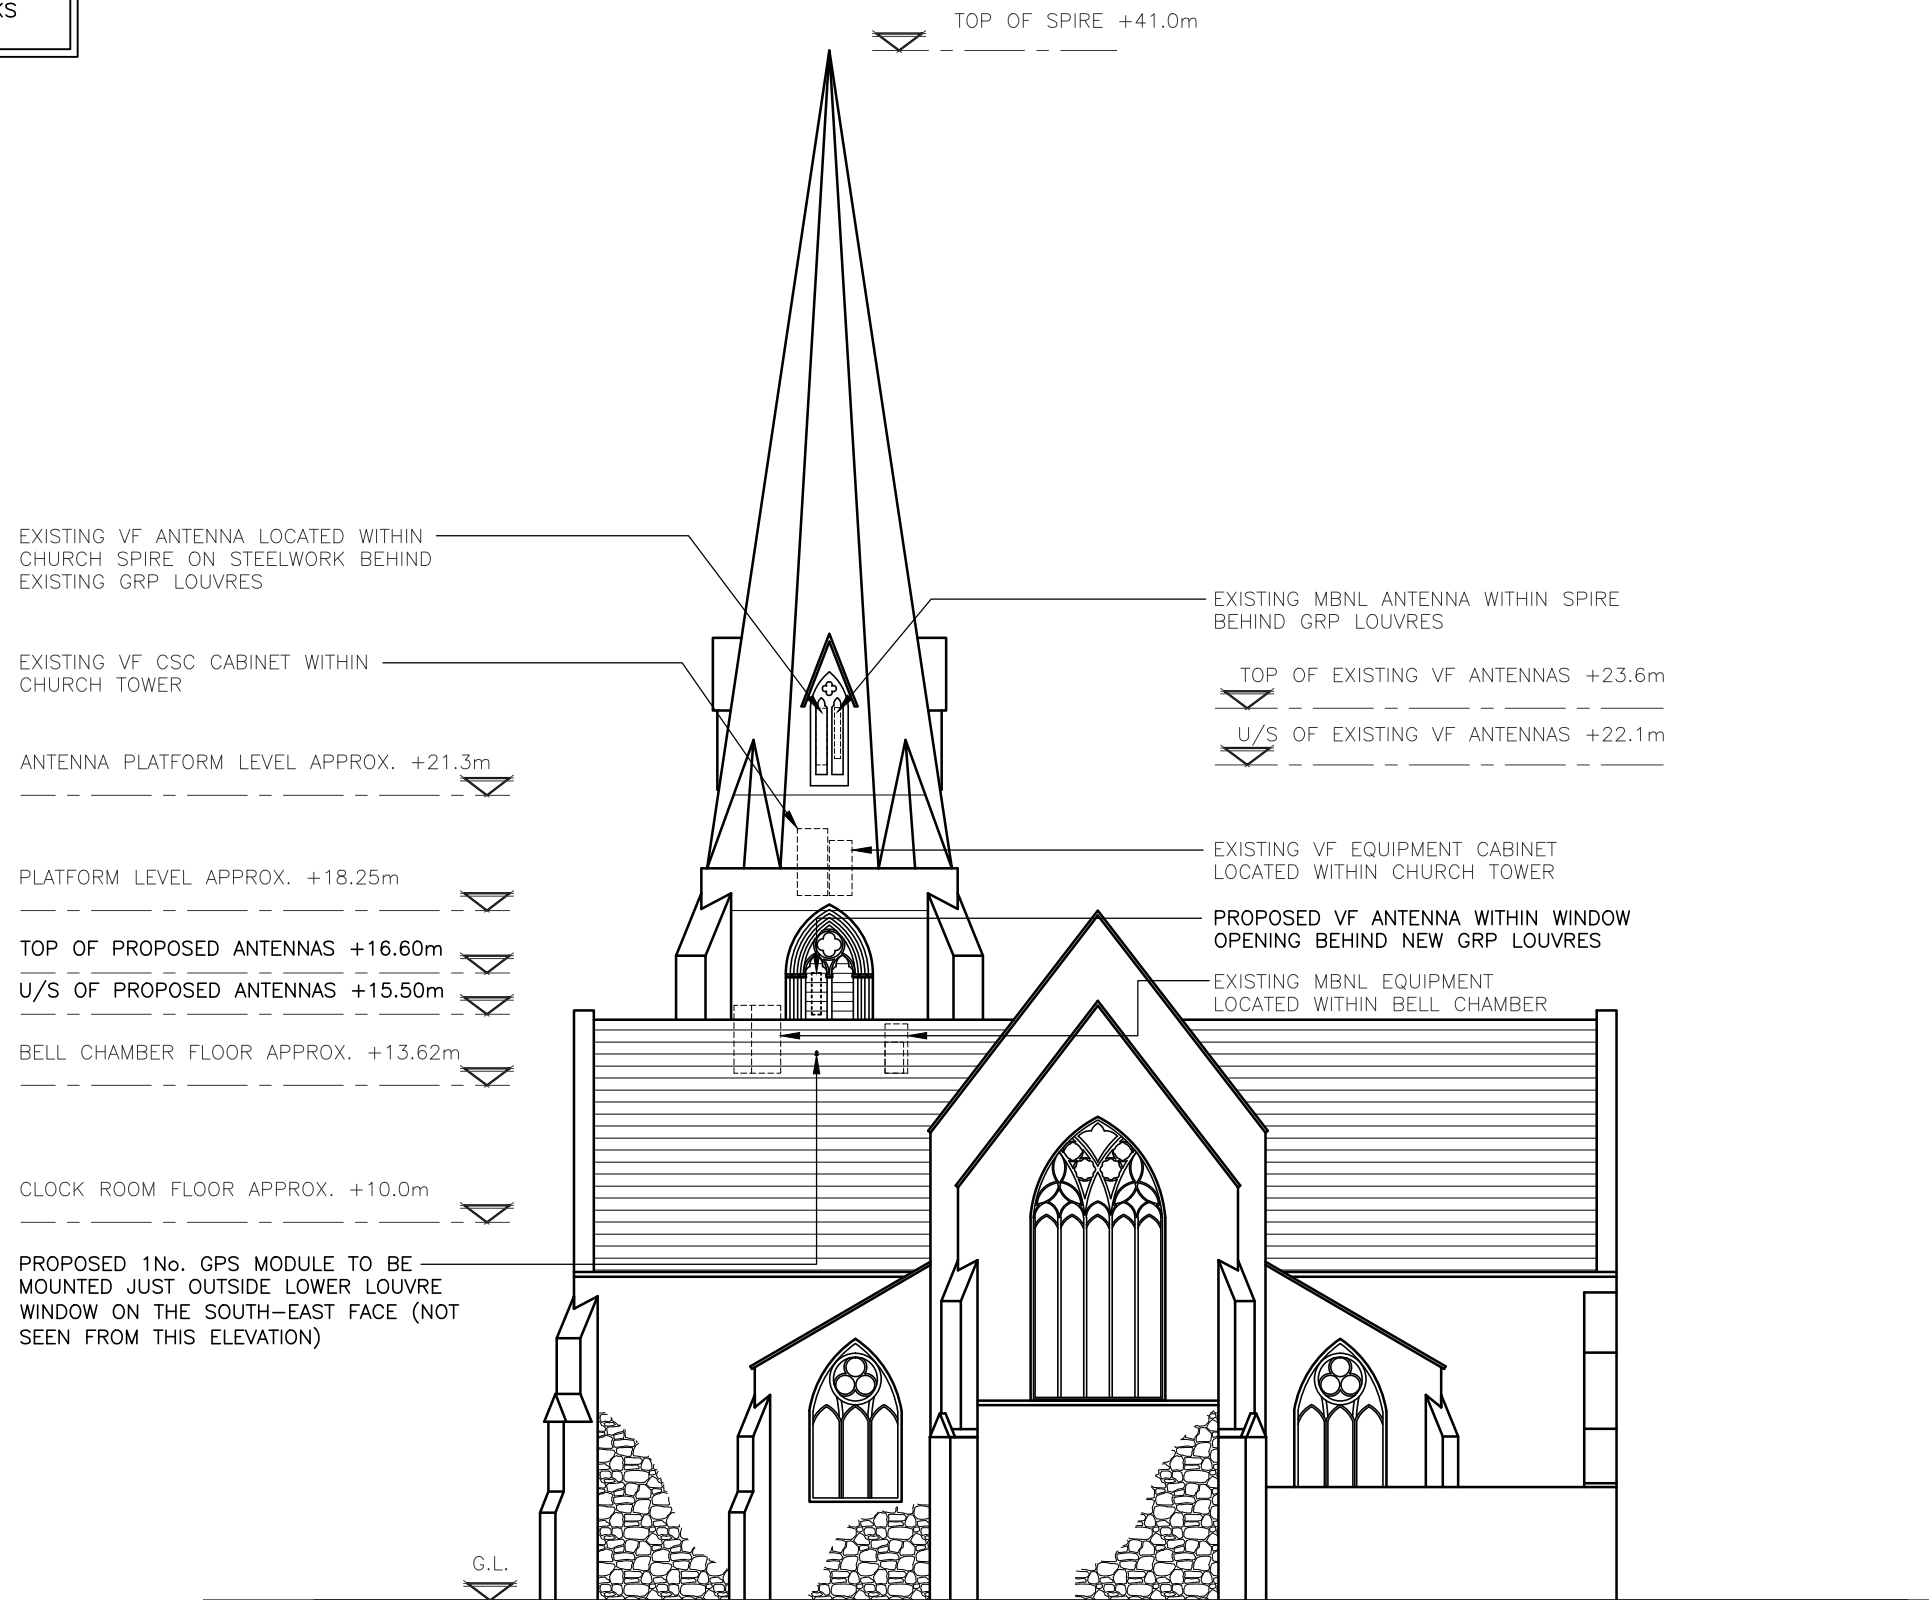 KS
TOP OF SPIRE +41.0m
EXISTING VF ANTENNA LOCATED WITHIN
CHURCH SPIRE ON STEELWORK BEHIND
EXISTING GRP LOUVRES
EXISTING MBNL ANTENNA WITHIN SPIRE
BEHIND GRP LOUVRES
EXISTING VF CSC CABINET WITHIN
CHURCH TOWER
TOP OF EXISTING VF ANTENNAS +23.6m
U/S OF EXISTING VF ANTENNAS +22.1m
ANTENNA PLATFORM LEVEL APPROX. +21.3m
EXISTING VF EQUIPMENT CABINET
LOCATED WITHIN CHURCH TOWER
PLATFORM LEVEL APPROX. +18.25m
PROPOSED VF ANTENNA WITHIN WINDOW
OPENING BEHIND NEW GRP LOUVRES
TOP OF PROPOSED ANTENNAS +16.60m
U/S OF PROPOSED ANTENNAS +15.50m
EXISTING MBNL EQUIPMENT
LOCATED WITHIN BELL CHAMBER
BELL CHAMBER FLOOR APPROX. +13.62m
CLOCK ROOM FLOOR APPROX. +10.0m
PROPOSED 1No. GPS MODULE TO BE
MOUNTED JUST OUTSIDE LOWER LOUVRE
WINDOW ON THE SOUTH-EAST FACE (NOT
SEEN FROM THIS ELEVATION)
G.L.